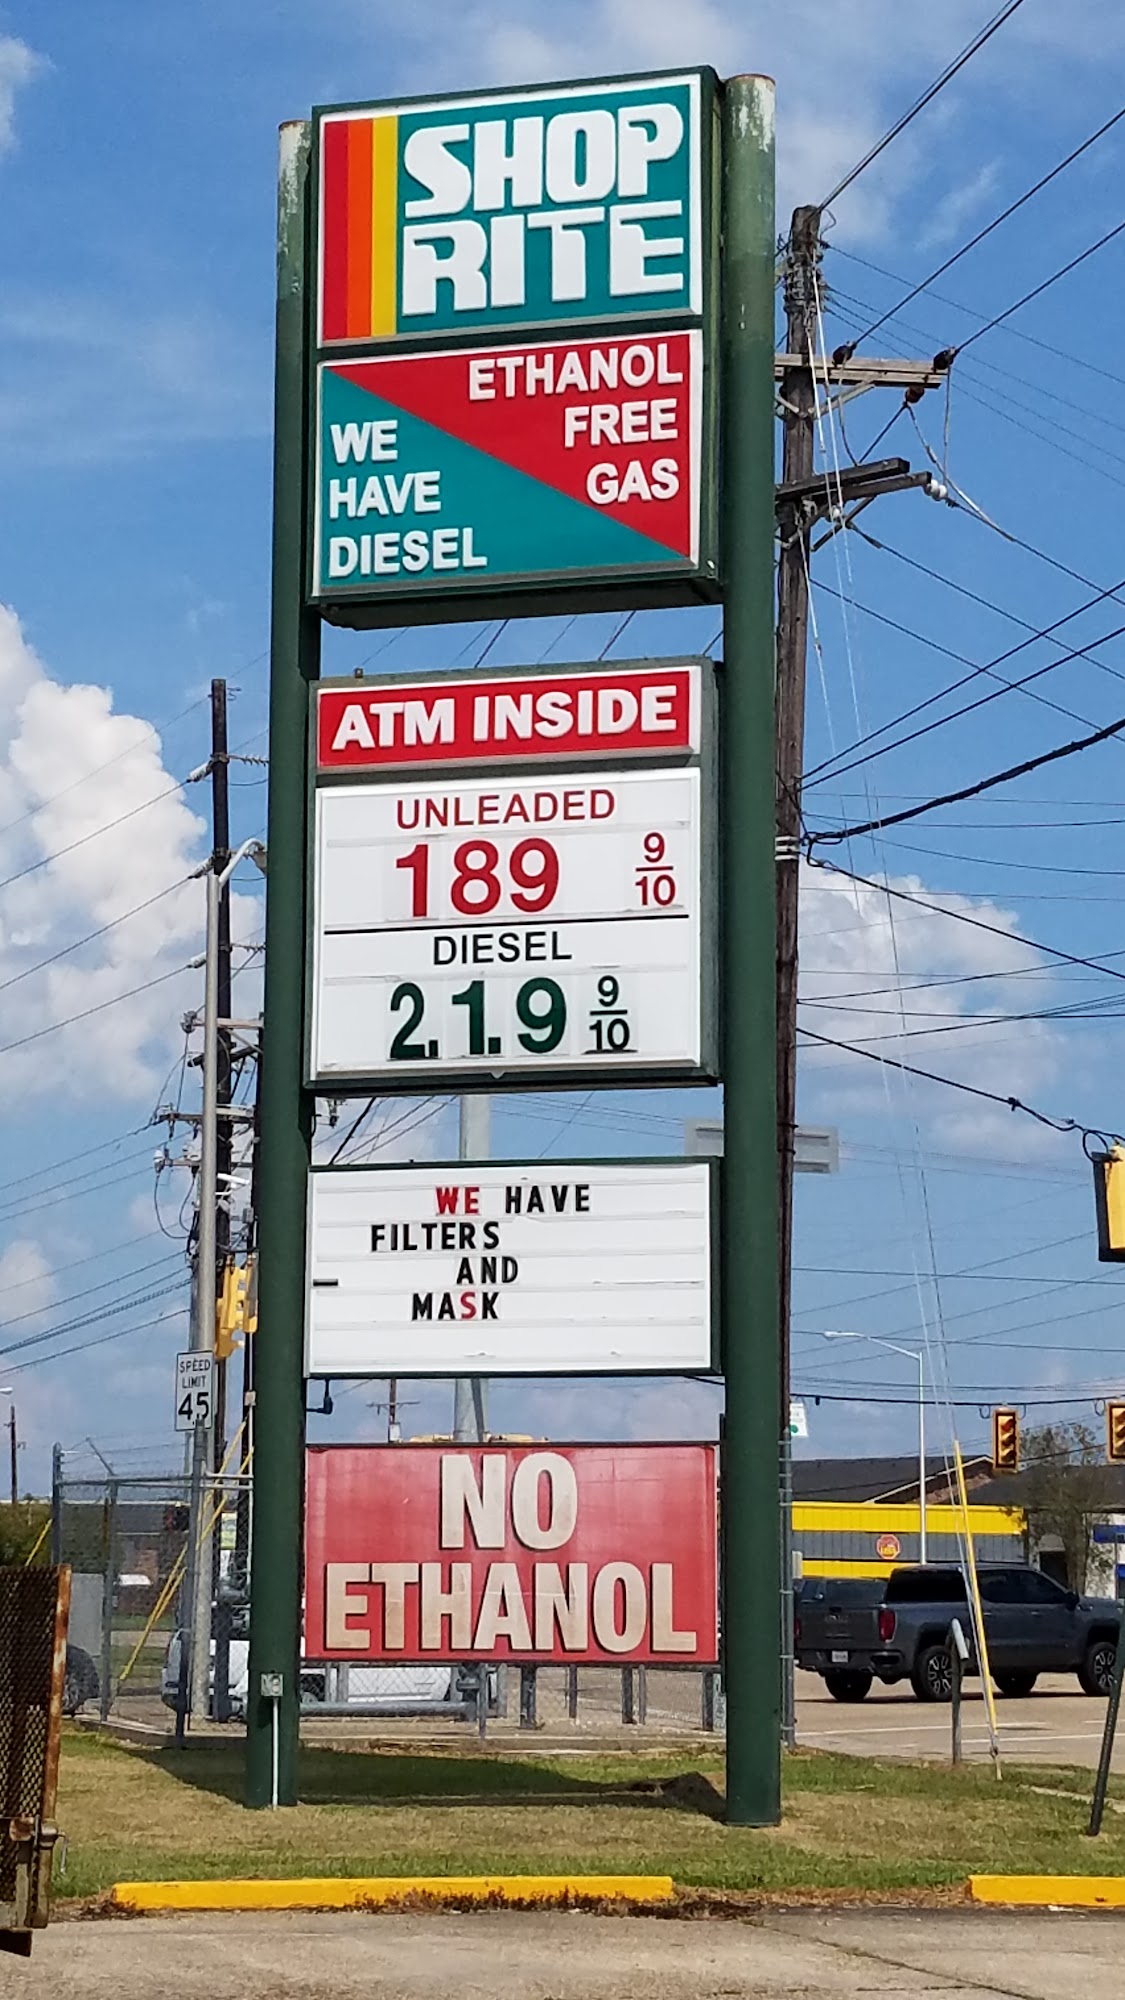 SHOP
RITE
ETHANOL
FREE
GAS
WE
HAVE
DIESEL
ATM INSIDE
UNLEADED
189 9/10
DIESEL
2.1.9 9/10
WE HAVE
FILTERS
AND
MASK
NO
ETHANOL
SPEED
LIMIT
45